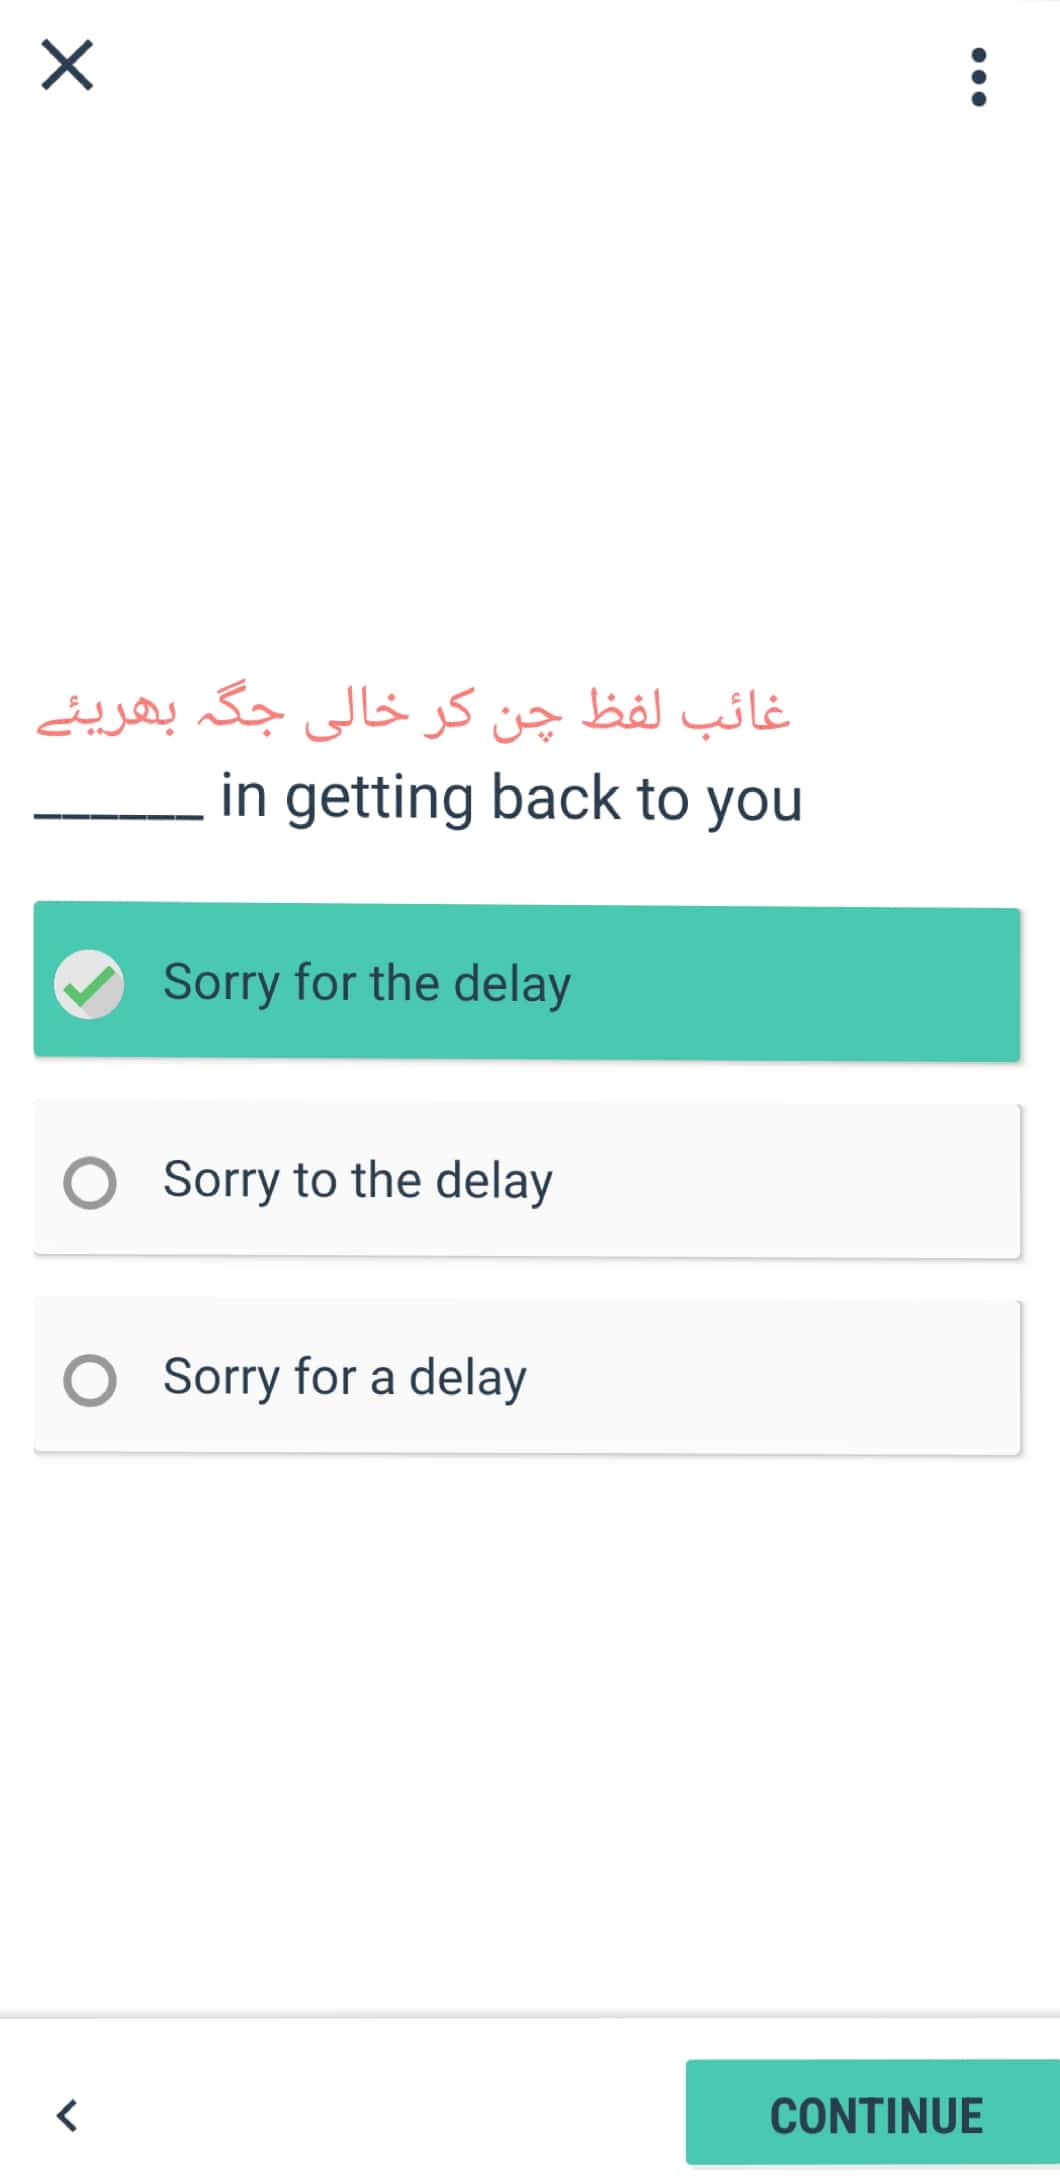 غائب لفظ چن کر خالی جگہ بھریئے
______ in getting back to you
Sorry for the delay
Sorry to the delay
Sorry for a delay
CONTINUE